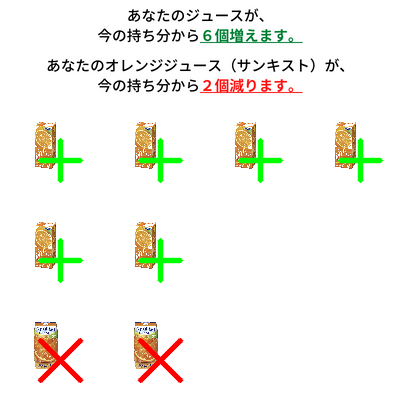 あなたのジュースが、
今の持ち分から６個増えます。
あなたのオレンジジュース（サンキスト）が、
今の持ち分から２個減ります。